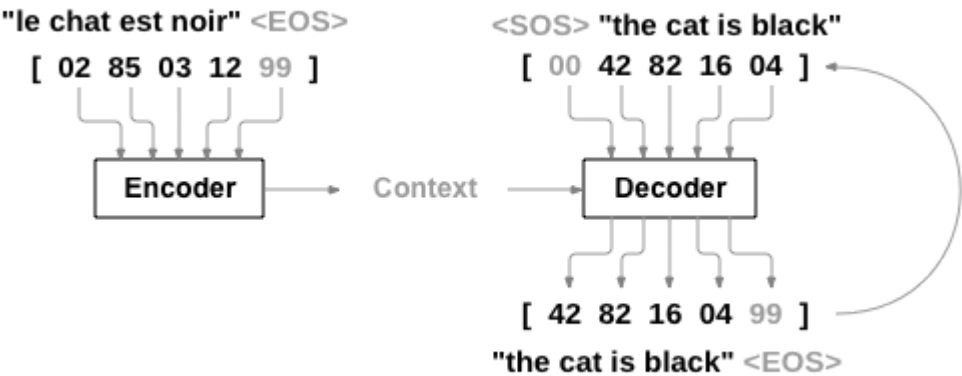 "le chat est noir" <EOS>
[ 02 85 03 12 99 ]
Encoder
Context
<SOS> "the cat is black"
[ 00 42 82 16 04 ]
Decoder
[ 42 82 16 04 99 ]
"the cat is black" <EOS>